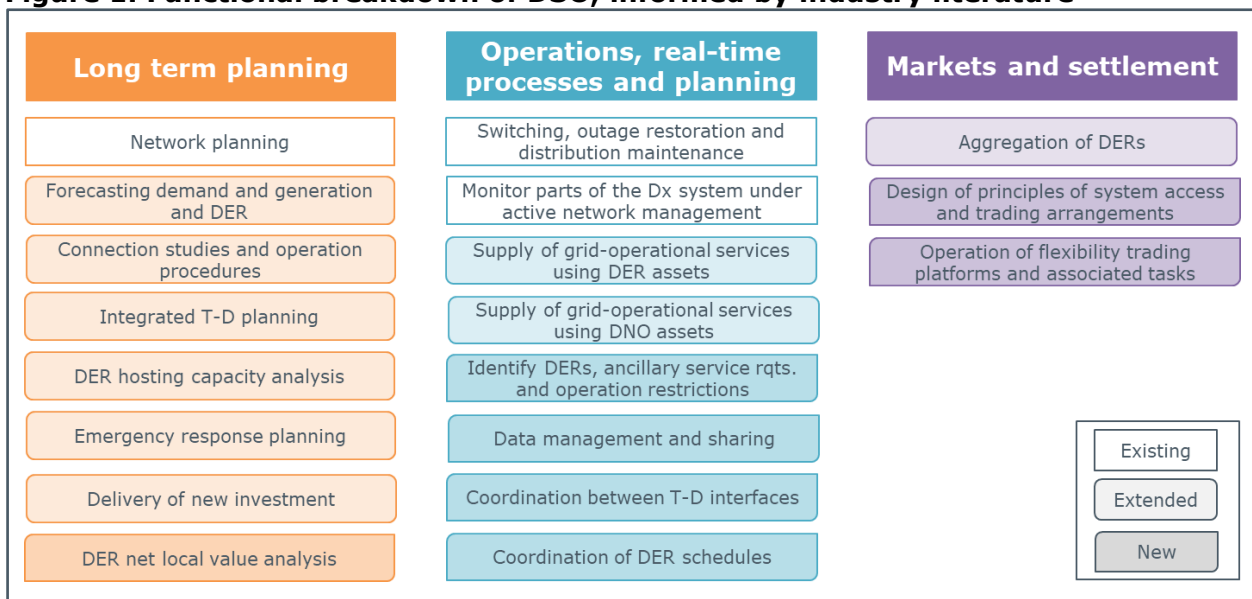 Figure Functional breakdown of DSO, informed by industry literature
Long term planning
Network planning
Forecasting demand and generation
and DER
Connection studies and operation
procedures
Integrated T-D planning
DER hosting capacity analysis
Emergency response planning
Delivery of new investment
DER net local value analysis
Operations, real-time
processes and planning
Switching, outage restoration and
distribution maintenance
Monitor parts of the Dx system under
active network management
Supply of grid-operational services
using DER assets
Supply of grid-operational services
using DNO assets
Identify DERs, ancillary service rqts.
and operation restrictions
Data management and sharing
Coordination between T-D interfaces
Coordination of DER schedules
Markets and settlement
Aggregation of DERs
Design of principles of system access
and trading arrangements
Operation of flexibility trading
platforms and associated tasks
Existing
Extended
New